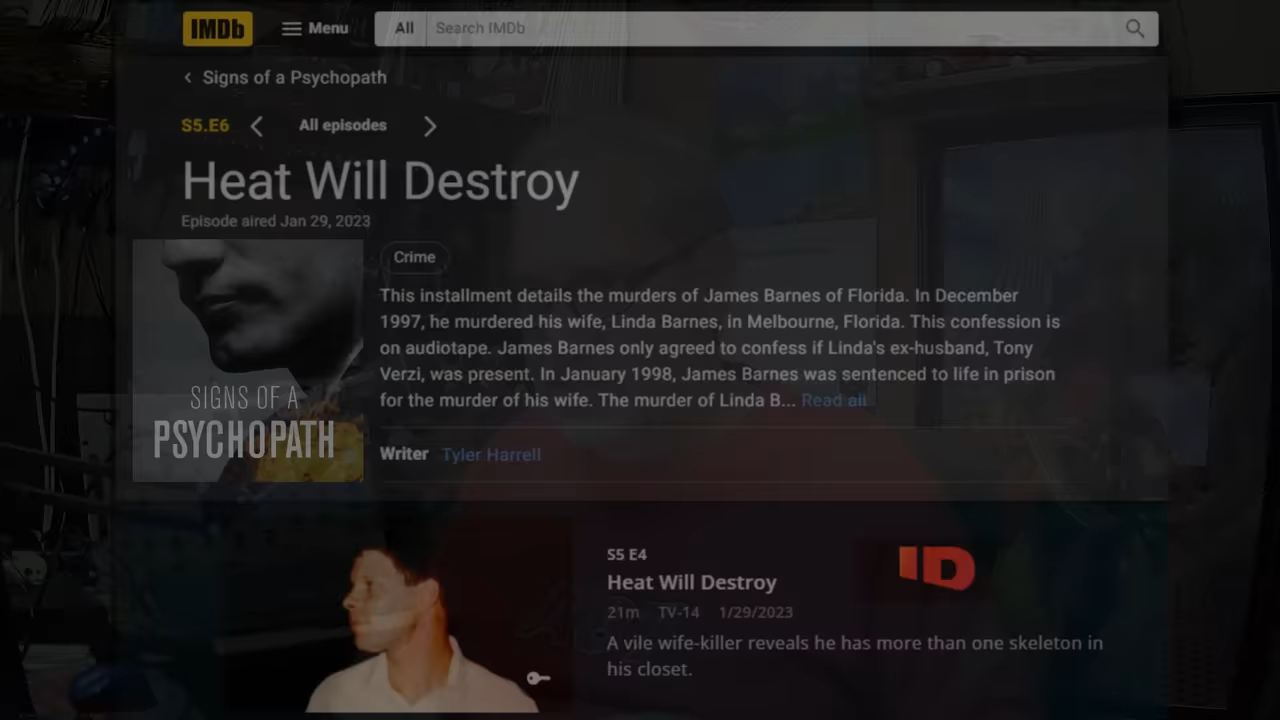 IMDb Menu All Search IMDb
Signs of a Psychopath
S5.E6 All episodes
Heat Will Destroy
Episode aired Jan 29, 2023
Crime
This installment details the murders of James Barnes of Florida. In December
1997, he murdered his wife, Linda Barnes, in Melbourne, Florida. This confession is
on audiotape. James Barnes only agreed to confess if Linda's ex-husband, Tony
Verzi, was present. In January 1998, James Barnes was sentenced to life in prison
for the murder of his wife. The murder of Linda B... Read all
SIGNS OF A
PSYCHOPATH
Writer Tyler Harrell
S5 E4
ID
Heat Will Destroy
21m TV-14 1/29/2023
A vile wife-killer reveals he has more than one skeleton in
his closet.